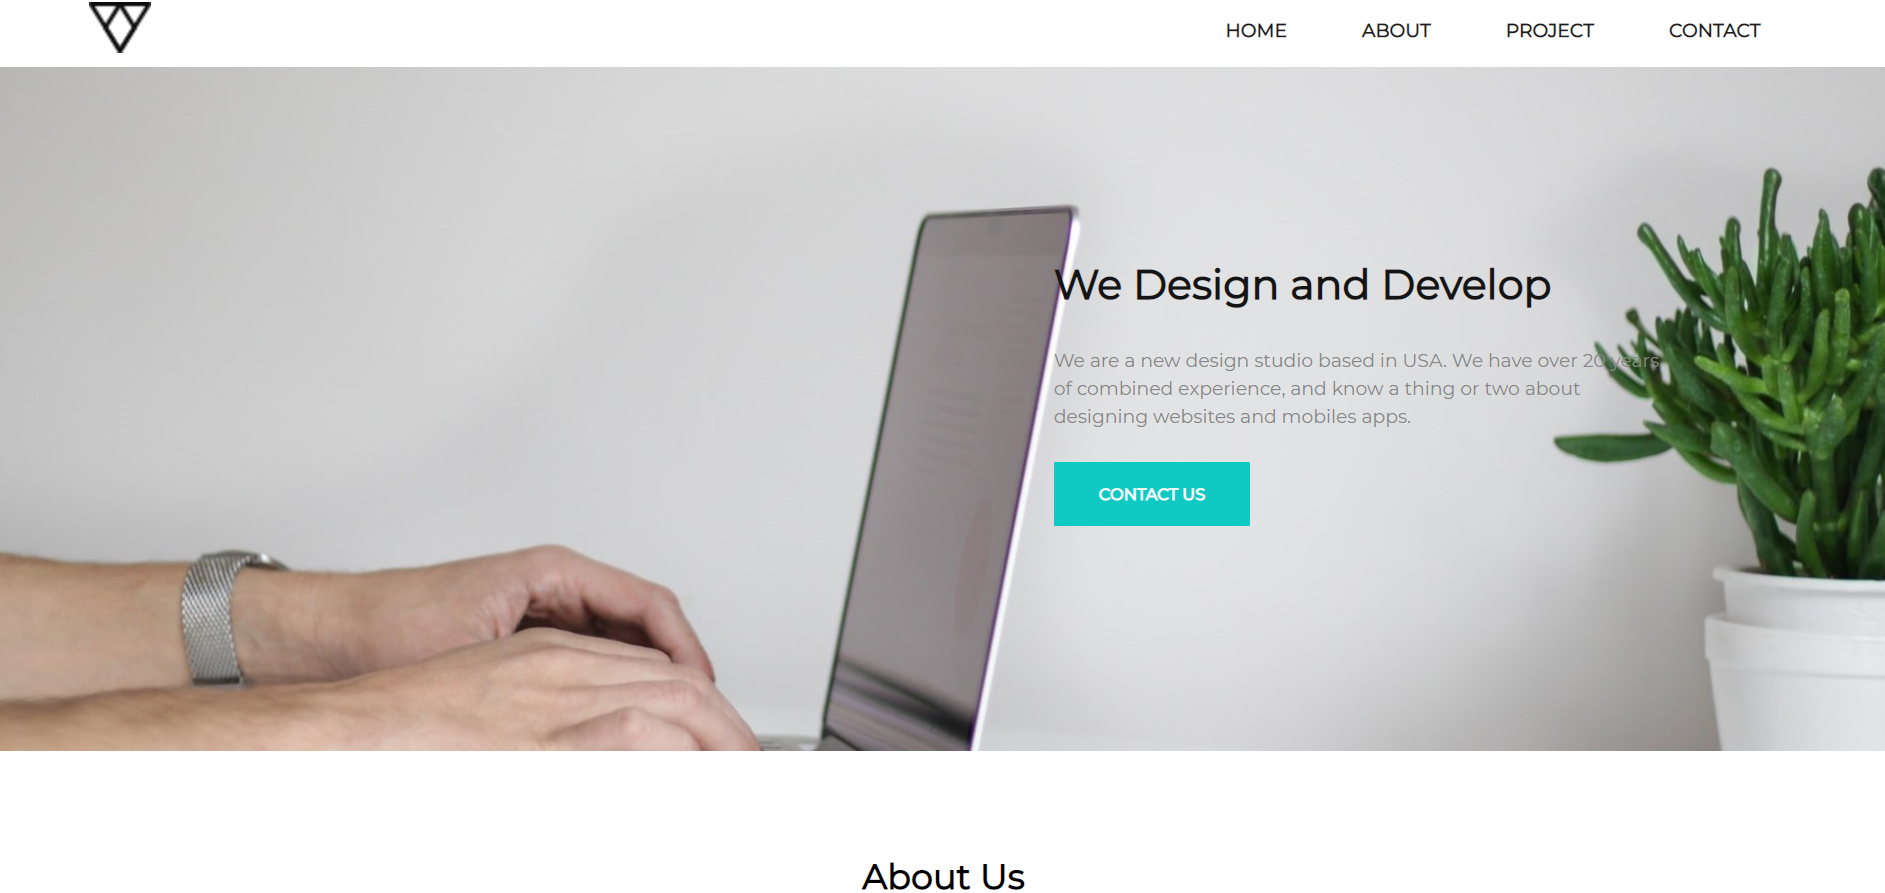 HOME ABOUT PROJECT CONTACT
We Design and Develop
We are a new design studio based in USA. We have over 20 years
of combined experience, and know a thing or two about
designing websites and mobiles apps.
CONTACT US
About Us